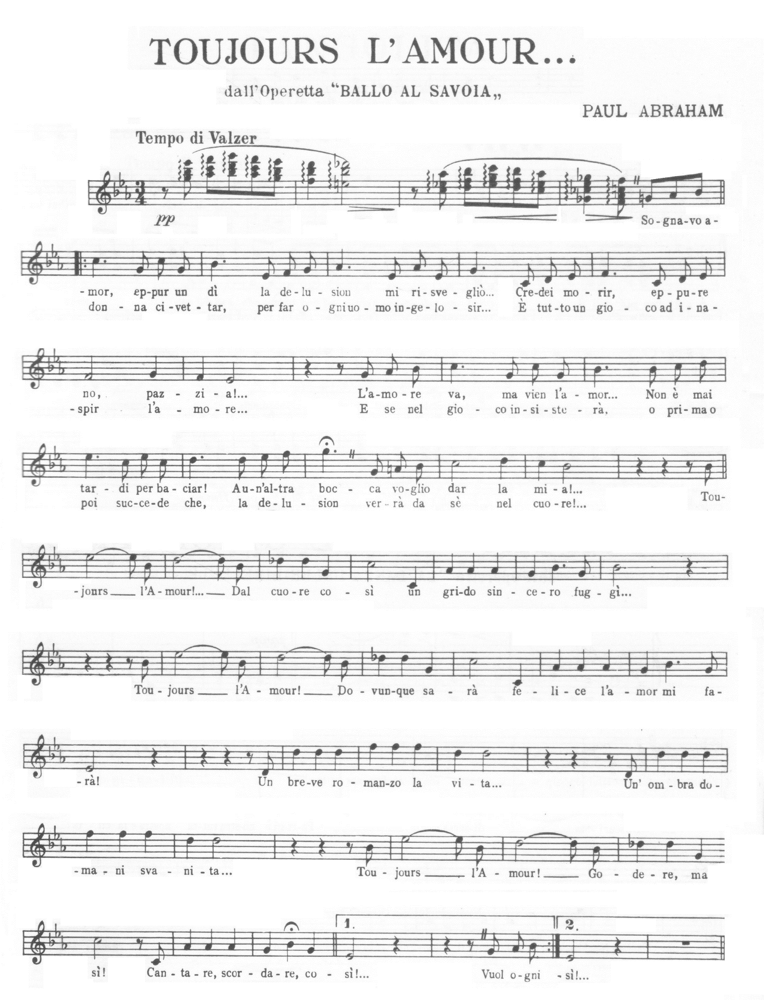 TOUJOURS L'AMOUR...
dall'Operetta “BALLO AL SAVOIA„
PAUL ABRAHAM
Tempo di Valzer
pp
So-gna-vo a-
-mor, ep-pur un dì la de-lu-sion mi ri-sve-gliò... Cre-dei mo-rir, ep-pu-re
don-na ci-vet-tar, per far o-gni uo-mo in-ge-lo-sir... È tut-to un gio-co ad i-na-
no, paz-zi-a!... L'a-mo-re va, ma vien l'a-mor... Non è mai
-spir l'a-mo-re... E se nel gio-co in-si-ste-rà, o pri-ma o
tar-di per ba-ciar! A u-n'al-tra boc-ca vo-glio dar la mi-a!...
Tou-
poi suc-ce-de che, la de-lu-sion ver-rà da sè nel cuo-re!...
-jours l'A-mour!... Dal cuo-re co-sì un gri-do sin-ce-ro fug-gì...
Tou-jours l'A-mour! Do-vun-que sa-rà fe-li-ce l'a-mor mi fa-
-rà! Un bre-ve ro-man-zo la vi-ta... Un' om-bra do-
-ma-ni sva-ni-ta... Tou-jours l'A-mour! Go-de-re, ma
1. 2.
sì! Can-ta-re, scor-da-re, co-sì!... Vuol o-gni -sì!...